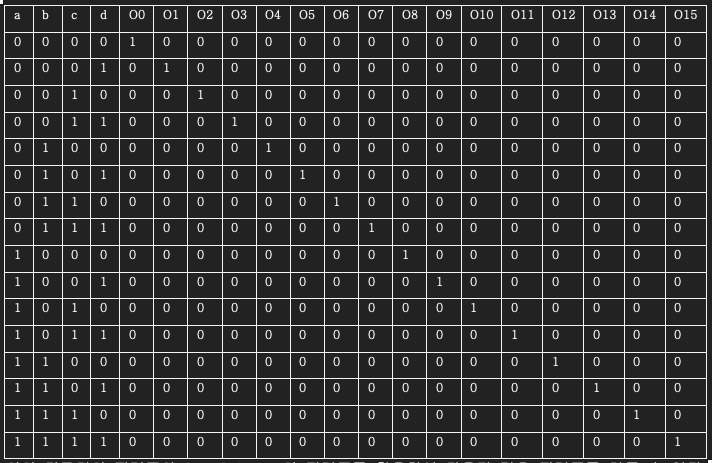 a b c d O0 O1 O2 O3 O4 O5 O6 O7 O8 O9 O10 O11 O12 O13 O14 O15
0 0 0 0 1 0 0 0 0 0 0 0 0 0 0 0 0 0 0 0
0 0 0 1 0 1 0 0 0 0 0 0 0 0 0 0 0 0 0 0
0 0 1 0 0 0 1 0 0 0 0 0 0 0 0 0 0 0 0 0
0 0 1 1 0 0 0 1 0 0 0 0 0 0 0 0 0 0 0 0
0 1 0 0 0 0 0 0 1 0 0 0 0 0 0 0 0 0 0 0
0 1 0 1 0 0 0 0 0 1 0 0 0 0 0 0 0 0 0 0
0 1 1 0 0 0 0 0 0 0 1 0 0 0 0 0 0 0 0 0
0 1 1 1 0 0 0 0 0 0 0 1 0 0 0 0 0 0 0 0
1 0 0 0 0 0 0 0 0 0 0 0 1 0 0 0 0 0 0 0
1 0 0 1 0 0 0 0 0 0 0 0 0 1 0 0 0 0 0 0
1 0 1 0 0 0 0 0 0 0 0 0 0 0 1 0 0 0 0 0
1 0 1 1 0 0 0 0 0 0 0 0 0 0 0 1 0 0 0 0
1 1 0 0 0 0 0 0 0 0 0 0 0 0 0 0 1 0 0 0
1 1 0 1 0 0 0 0 0 0 0 0 0 0 0 0 0 1 0 0
1 1 1 0 0 0 0 0 0 0 0 0 0 0 0 0 0 0 1 0
1 1 1 1 0 0 0 0 0 0 0 0 0 0 0 0 0 0 0 1